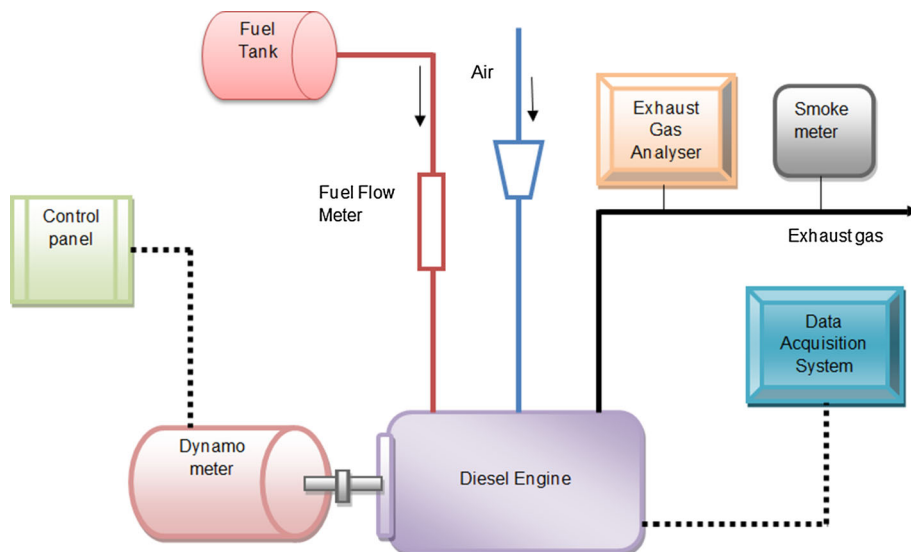 Fuel
Tank
Air
Exhaust
Gas
Analyser
Smoke
meter
Fuel Flow
Meter
Control
panel
Exhaust gas
Data
Acquisition
System
Dynamo
meter
Diesel Engine